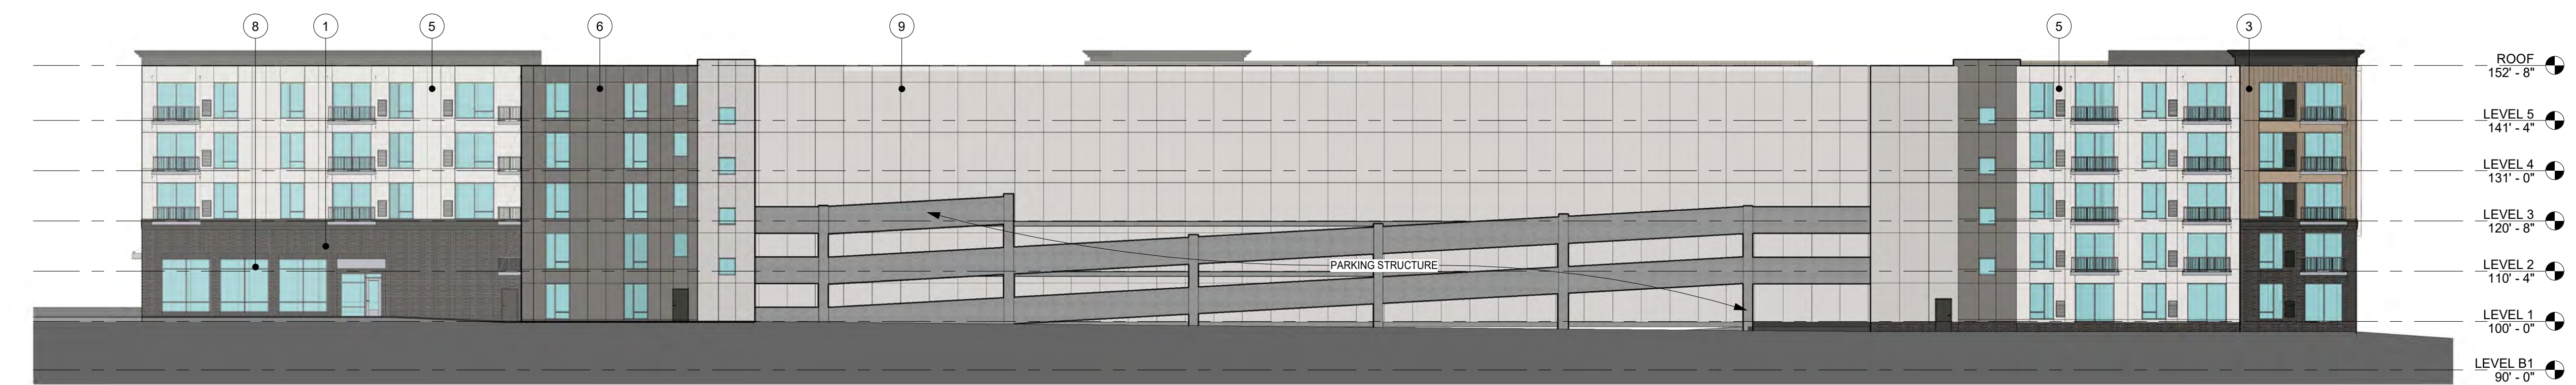 8
1
5
6
9
5
3
ROOF
152' - 8"
LEVEL 5
141' - 4"
LEVEL 4
131' - 0"
LEVEL 3
120' - 8"
PARKING STRUCTURE
LEVEL 2
110' - 4"
LEVEL 1
100' - 0"
LEVEL B1
90' - 0"